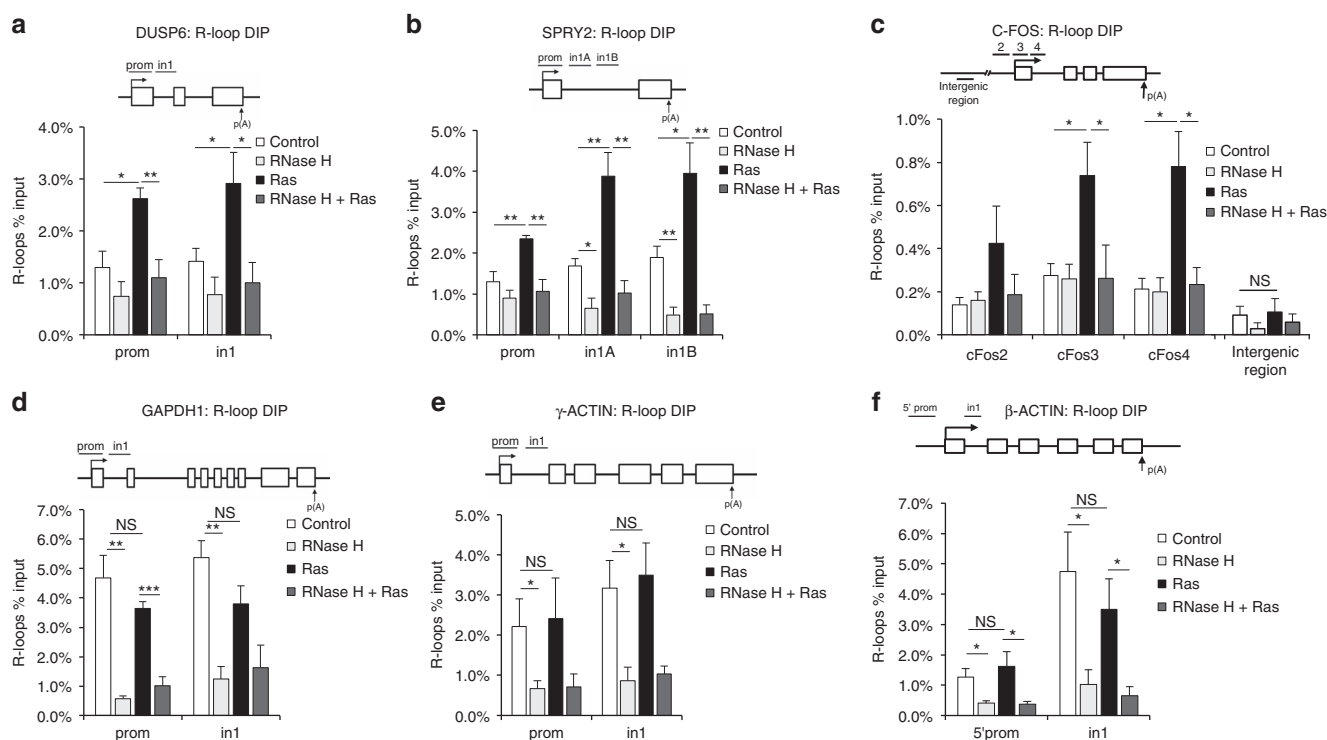 a
DUSP6: R-loop DIP
prom in1
p(A)
4.0%
3.0%
2.0%
1.0%
0.0%
R-loops % input
* **
* *
Control
RNase H
Ras
RNase H + Ras
prom in1
b
SPRY2: R-loop DIP
prom in1A in1B
p(A)
5.0%
4.0%
3.0%
2.0%
1.0%
0.0%
R-loops % input
** **
** **
*
* **
**
Control
RNase H
Ras
RNase H + Ras
prom in1A in1B
c
C-FOS: R-loop DIP
2 3 4
Intergenic
region
p(A)
1.0%
0.8%
0.6%
0.4%
0.2%
0.0%
R-loops % input
* *
* *
NS
Control
RNase H
Ras
RNase H + Ras
cFos2 cFos3 cFos4 Intergenic
region
d
GAPDH1: R-loop DIP
prom in1
p(A)
7.0%
6.0%
5.0%
4.0%
3.0%
2.0%
1.0%
0.0%
R-loops % input
NS
**
***
NS
**
Control
RNase H
Ras
RNase H + Ras
prom in1
e
γ-ACTIN: R-loop DIP
prom in1
p(A)
5.0%
4.0%
3.0%
2.0%
1.0%
0.0%
R-loops % input
NS
*
NS
*
Control
RNase H
Ras
RNase H + Ras
prom in1
f
β-ACTIN: R-loop DIP
5' prom in1
p(A)
7.0%
6.0%
5.0%
4.0%
3.0%
2.0%
1.0%
0.0%
R-loops % input
NS
* *
NS
*
*
Control
RNase H
Ras
RNase H + Ras
5'prom in1